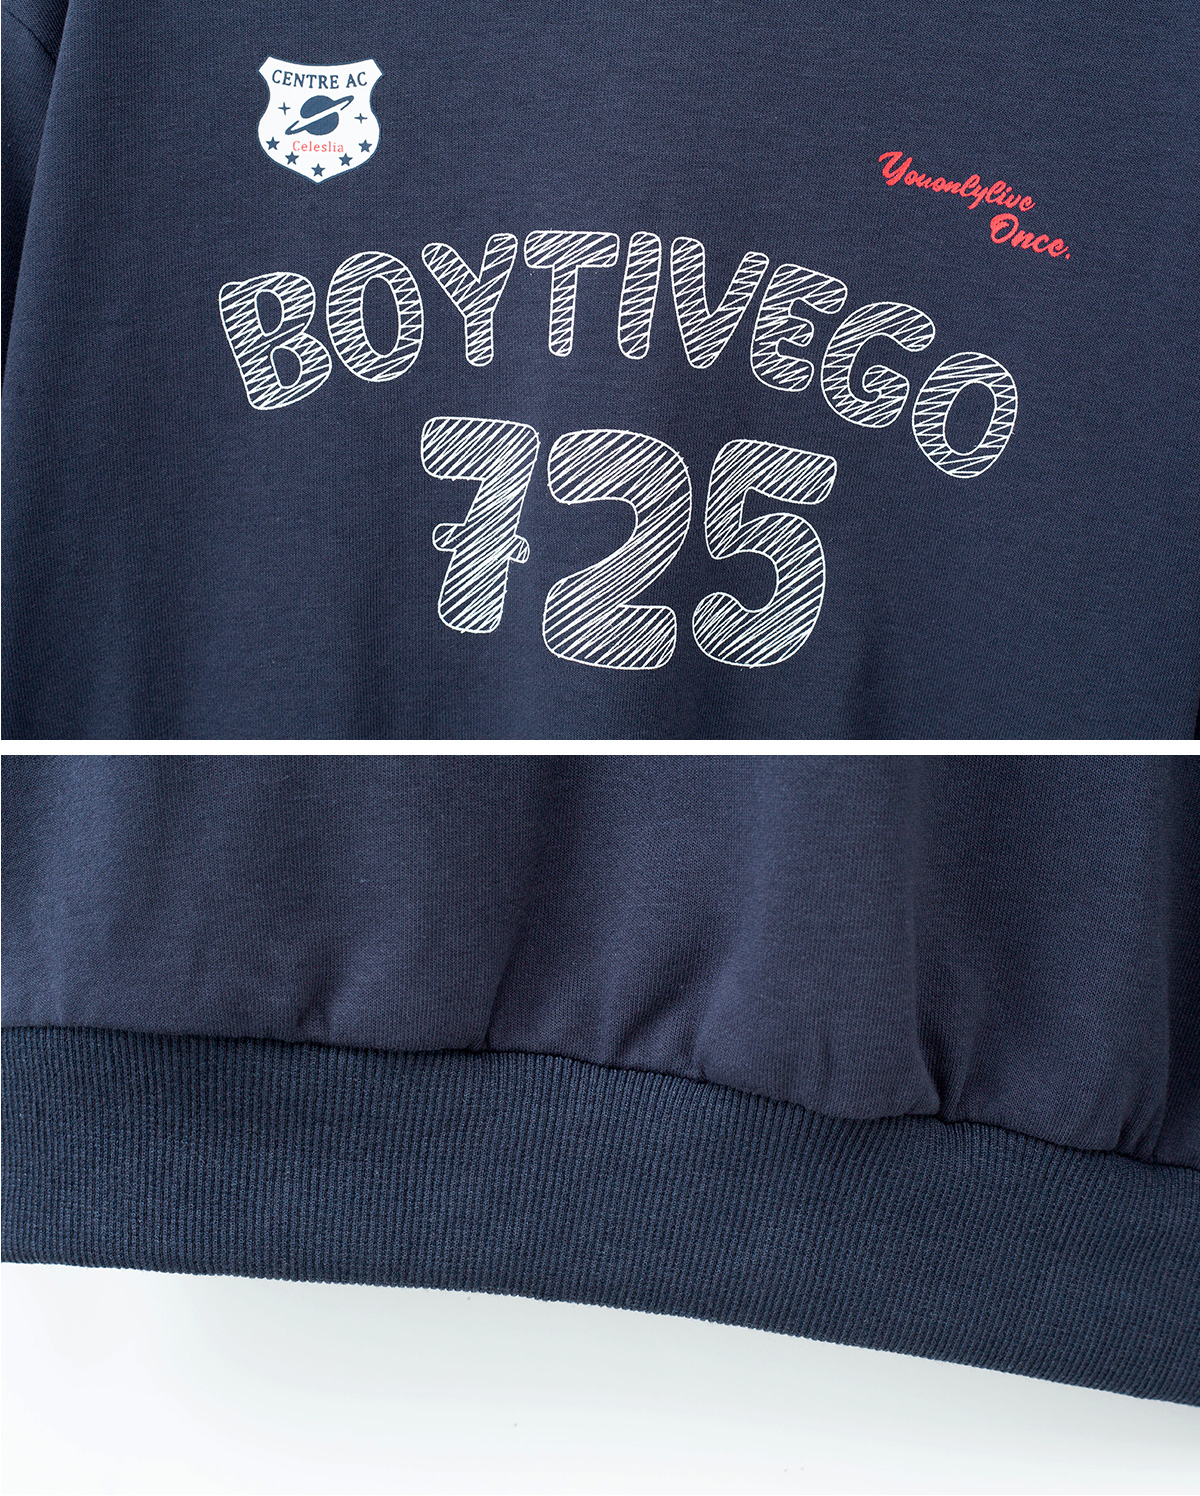 CENTRE AC
Celeslia
Youonlylive
Once.
BOYTIVEGO
725